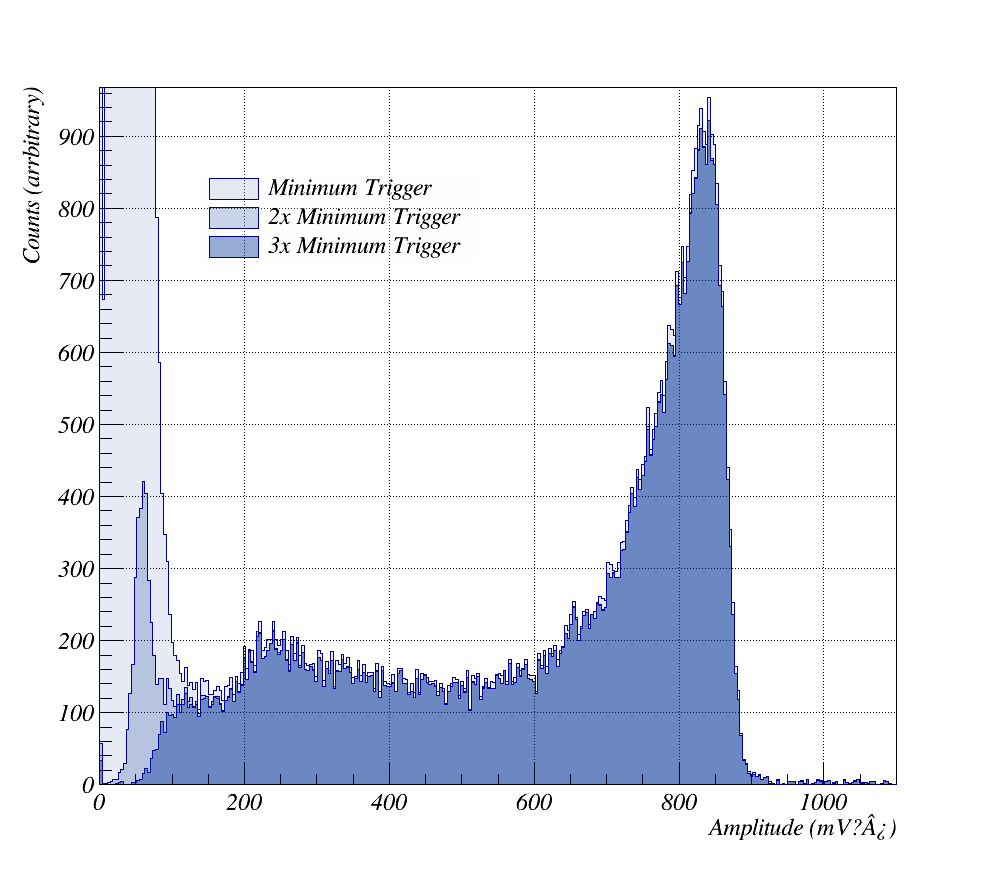 Counts (arrbitrary)
900
800
700
600
500
400
300
200
100
0
Minimum Trigger
2x Minimum Trigger
3x Minimum Trigger
0 200 400 600 800 1000
Amplitude (mV?Â¿)